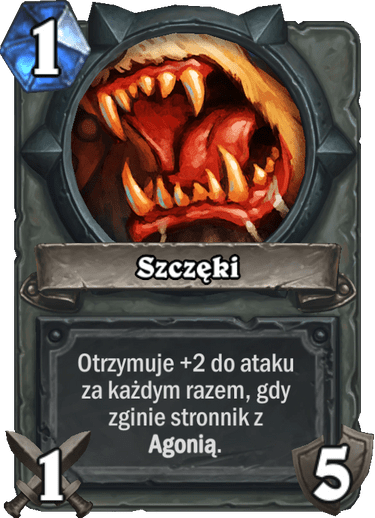 1
Szczęki
Otrzymuje +2 do ataku
za każdym razem, gdy
zginie stronnik z
Agonią.
1
5